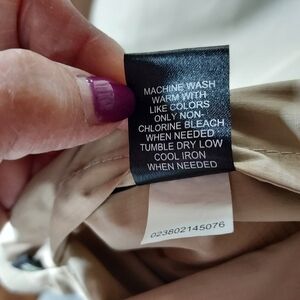 MACHINE WASH
WARM WITH
LIKE COLORS
ONLY NON-
CHLORINE BLEACH
WHEN NEEDED
TUMBLE DRY LOW
COOL IRON
WHEN NEEDED
023802145076